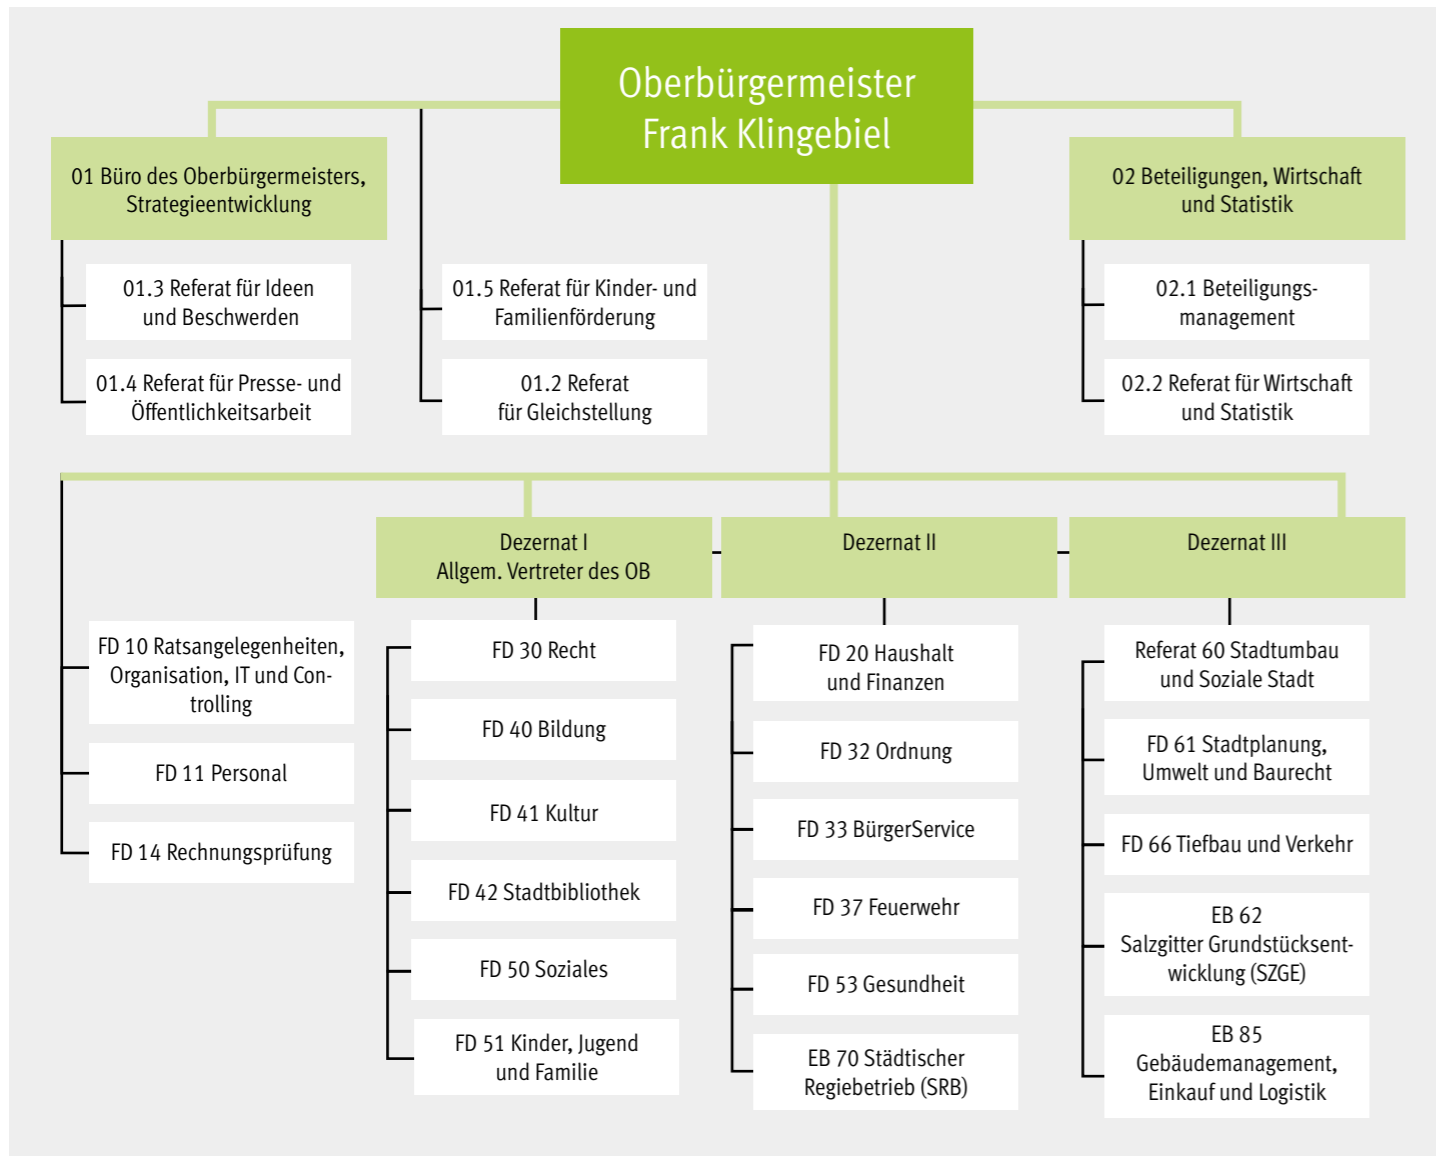 Oberbürgermeister
Frank Klingebiel
01 Büro des Oberbürgermeisters,
Strategieentwicklung
01.3 Referat für Ideen
und Beschwerden
01.4 Referat für Presse- und
Öffentlichkeitsarbeit
01.5 Referat für Kinder- und
Familienförderung
01.2 Referat
für Gleichstellung
02 Beteiligungen, Wirtschaft
und Statistik
02.1 Beteiligungs-
management
02.2 Referat für Wirtschaft
und Statistik
FD 10 Ratsangelegenheiten,
Organisation, IT und Con-
trolling
FD 11 Personal
FD 14 Rechnungsprüfung
Dezernat I
Allgem. Vertreter des OB
FD 30 Recht
FD 40 Bildung
FD 41 Kultur
FD 42 Stadtbibliothek
FD 50 Soziales
FD 51 Kinder, Jugend
und Familie
Dezernat II
FD 20 Haushalt
und Finanzen
FD 32 Ordnung
FD 33 BürgerService
FD 37 Feuerwehr
FD 53 Gesundheit
EB 70 Städtischer
Regiebetrieb (SRB)
Dezernat III
Referat 60 Stadtumbau
und Soziale Stadt
FD 61 Stadtplanung,
Umwelt und Baurecht
FD 66 Tiefbau und Verkehr
EB 62
Salzgitter Grundstücksent-
wicklung (SZGE)
EB 85
Gebäudemanagement,
Einkauf und Logistik